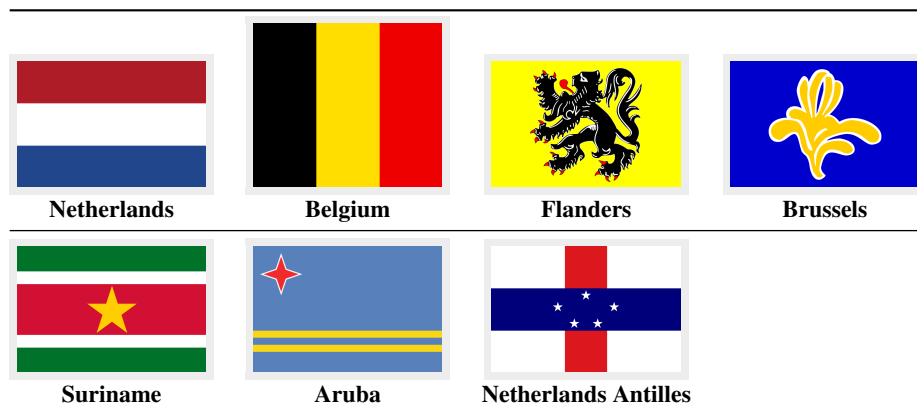 Netherlands
Belgium
Flanders
Brussels
Suriname
Aruba
Netherlands Antilles